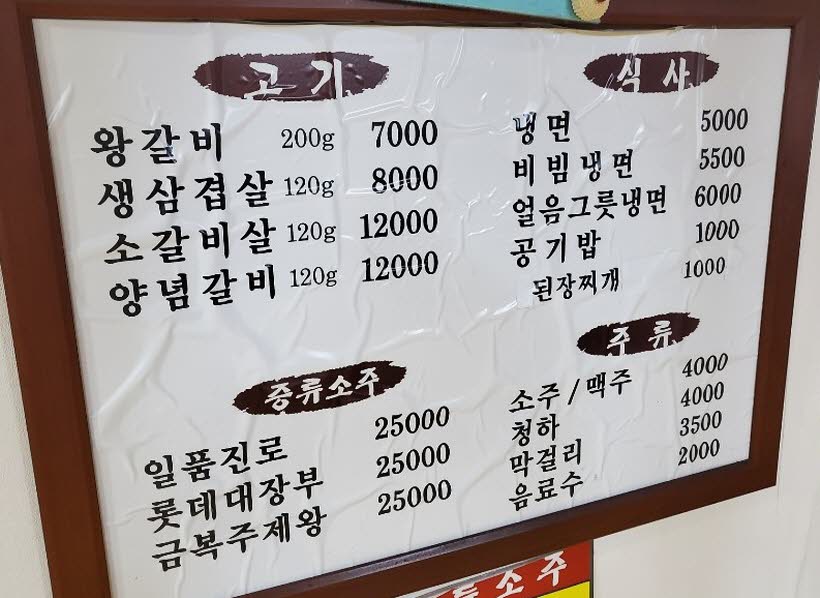 고기
왕갈비 200g 7000
생삼겹살 120g 8000
소갈비살 120g 12000
양념갈비 120g 12000
식사
냉면 5000
비빔냉면 5500
얼음그릇냉면 6000
공기밥 1000
된장찌개 1000
증류소주
일품진로 25000
롯데대장부 25000
금복주제왕 25000
주류
소주/맥주 4000
청하 4000
막걸리 3500
음료수 2000
소주